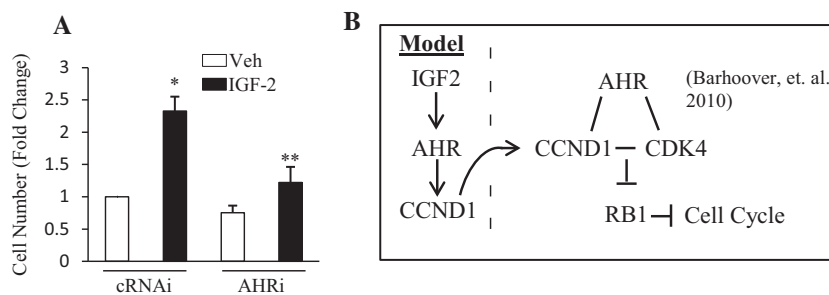 A
Cell Number (Fold Change)
3
2.5
2
1.5
1
0.5
0
Veh
IGF-2
*
**
cRNAi
AHRi
B
Model
IGF2
AHR
CCND1
AHR
(Barhoover, et. al.
2010)
CCND1
CDK4
RB1
Cell Cycle